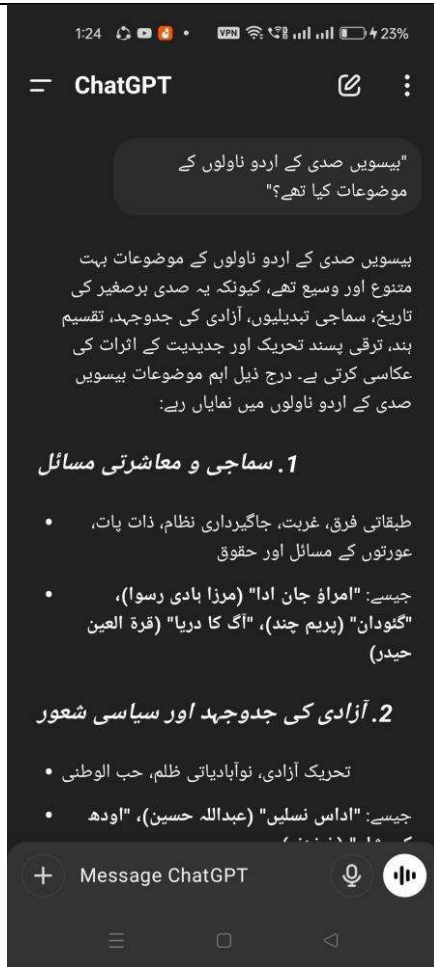 1:24 VPN 23%
ChatGPT
"بیسویں صدی کے اردو ناولوں کے
موضوعات کیا تھے؟"
بیسویں صدی کے اردو ناولوں کے موضوعات بہت
متنوع اور وسیع تھے، کیونکہ یہ صدی برصغیر کی
تاریخ، سماجی تبدیلیوں، آزادی کی جدوجہد، تقسیم
ہند، ترقی پسند تحریک اور جدیدیت کے اثرات کی
عکاسی کرتی ہے۔ درج ذیل اہم موضوعات بیسویں
صدی کے اردو ناولوں میں نمایاں رہے:
1. سماجی و معاشرتی مسائل
• طبقاتی فرق، غربت، جاگیرداری نظام، ذات پات،
عورتوں کے مسائل اور حقوق
• جیسے: "امراؤ جان ادا" (مرزا ہادی رسوا)،
"گئودان" (پریم چند)، "آگ کا دریا" (قرۃ العین
حیدر)
2. آزادی کی جدوجہد اور سیاسی شعور
• تحریک آزادی، نوآبادیاتی ظلم، حب الوطنی
• جیسے: "اداس نسلیں" (عبداللہ حسین)، "اودھ
Message ChatGPT